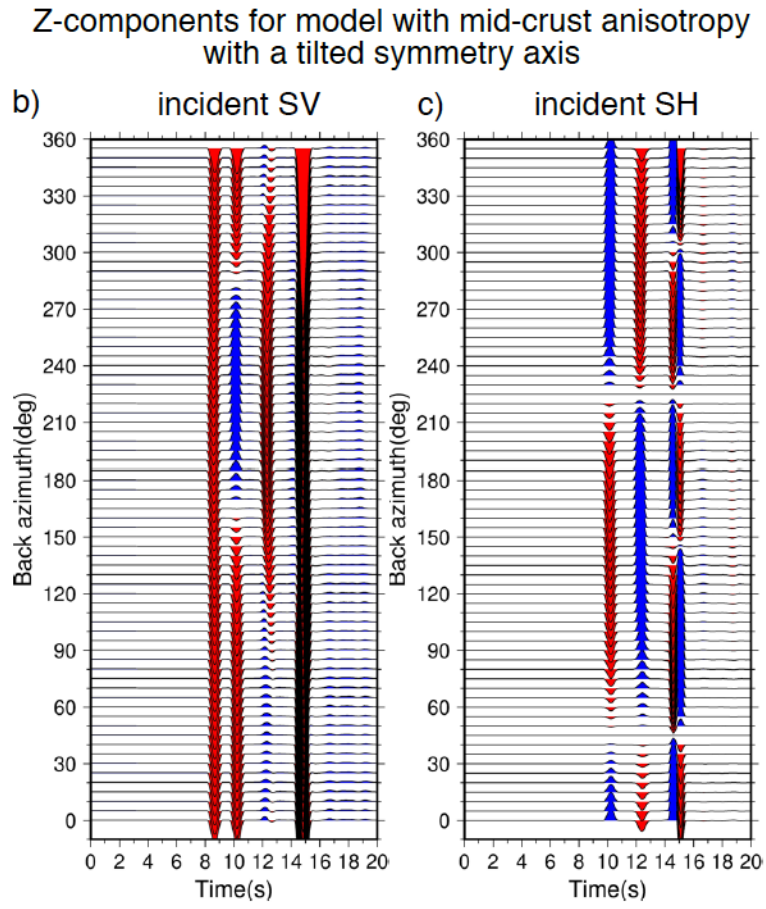 Z-components for model with mid-crust anisotropy
with a tilted symmetry axis
b) incident SV
c) incident SH
360
330
300
270
240
210
180
150
120
90
60
30
0
Back azimuth(deg)
0 2 4 6 8 10 12 14 16 18 20
Time(s)
360
330
300
270
240
210
180
150
120
90
60
30
0
Back azimuth(deg)
0 2 4 6 8 10 12 14 16 18 20
Time(s)